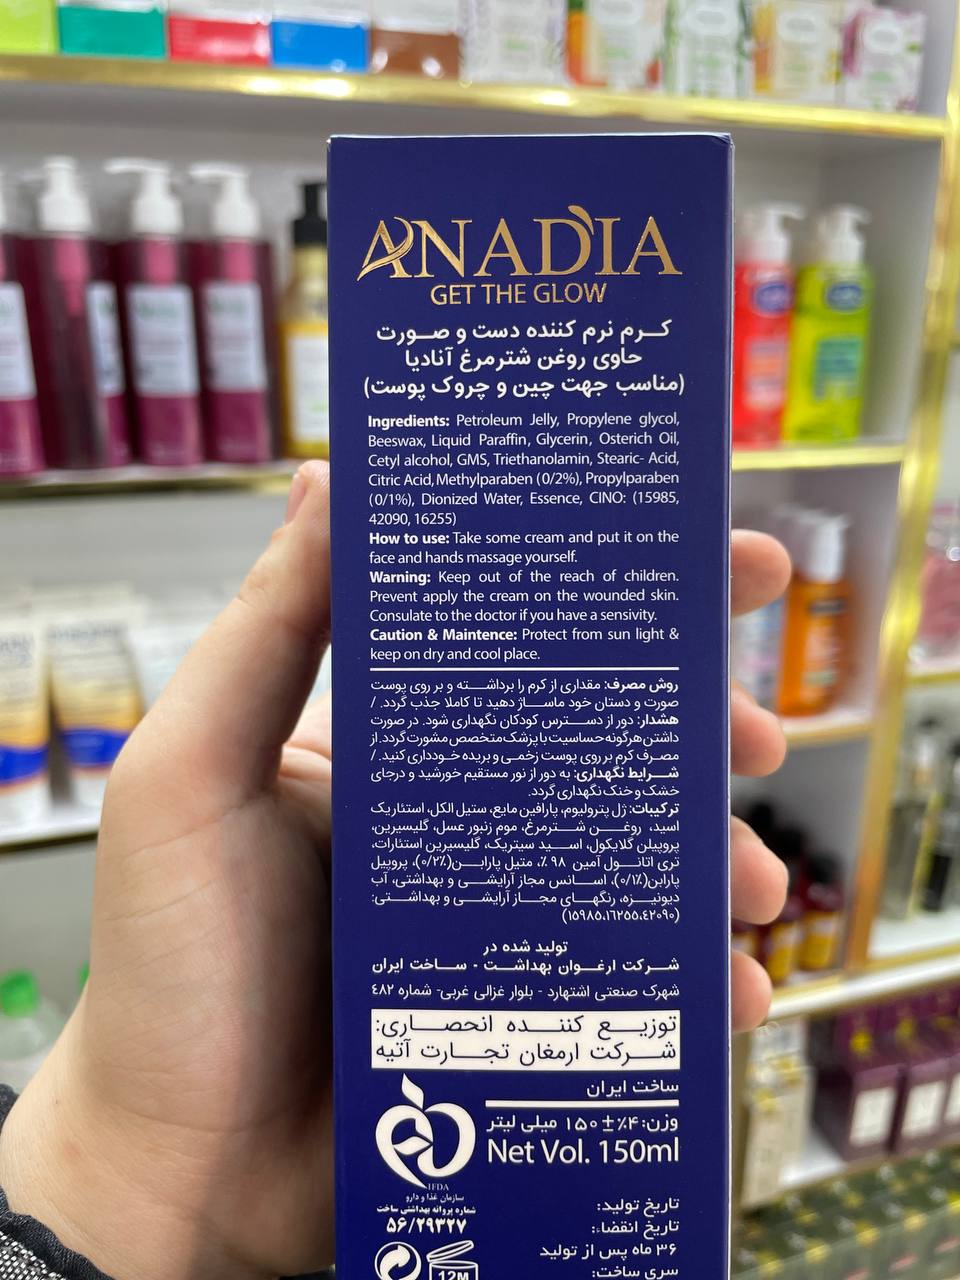 ANADIA
GET THE GLOW
کرم نرم کننده دست و صورت
حاوی روغن شترمرغ آنادیا
(مناسب جهت چین و چروک پوست)
Ingredients: Petroleum Jelly, Propylene glycol,
Beeswax, Liquid Paraffin, Glycerin, Osterich Oil,
Cetyl alcohol, GMS, Triethanolamin, Stearic- Acid,
Citric Acid, Methylparaben (0/2%), Propylparaben
(0/1%), Dionized Water, Essence, CINO: (15985,
42090, 16255)
How to use: Take some cream and put it on the
face and hands massage yourself.
Warning: Keep out of the reach of children.
Prevent apply the cream on the wounded skin.
Consulate to the doctor if you have a sensivity.
Caution & Maintence: Protect from sun light &
keep on dry and cool place.
روش مصرف: مقداری از کرم را برداشته و بر روی پوست
صورت و دستان خود ماساژ دهید تا کاملا جذب گردد. /
هشدار: دور از دسترس کودکان نگهداری شود. در صورت
داشتن هرگونه حساسیت با پزشک متخصص مشورت گردد. از
مصرف کرم بر روی پوست زخمی و بریده خودداری کنید. /
شرایط نگهداری: به دور از نور مستقیم خورشید و درجای
خشک و خنک نگهداری گردد.
ترکیبات: ژل پترولیوم، پارافین مایع، ستیل الکل، استئاریک
اسید، روغن شترمرغ، موم زنبور عسل، گلیسیرین،
پروپیلن گلایکول، اسید سیتریک، گلیسیرین استئارات،
تری اتانول آمین ۹۸ ٪، متیل پارابن(۰/۲٪)، پروپیل
پارابن(۰/۱٪)، اسانس مجاز آرایشی و بهداشتی، آب
دیونیزه، رنگهای مجاز آرایشی و بهداشتی:
(۱۵۹۸۵،۱۶۲۵۵،۴۲۰۹۰)
تولید شده در
شرکت ارغوان بهداشت - ساخت ایران
شهرک صنعتی اشتهارد - بلوار غزالی غربی- شماره ۴۸۲
توزیع کننده انحصاری:
شرکت ارمغان تجارت آتیه
ساخت ایران
وزن: ۴٪ ± ۱۵۰ میلی لیتر
Net Vol. 150ml
IFDA
سازمان غذا و دارو
شماره پروانه بهداشتی ساخت
۵۶/۲۹۳۲۷
تاریخ تولید:
تاریخ انقضاء:
۳۶ ماه پس از تولید
سری ساخت:
12M